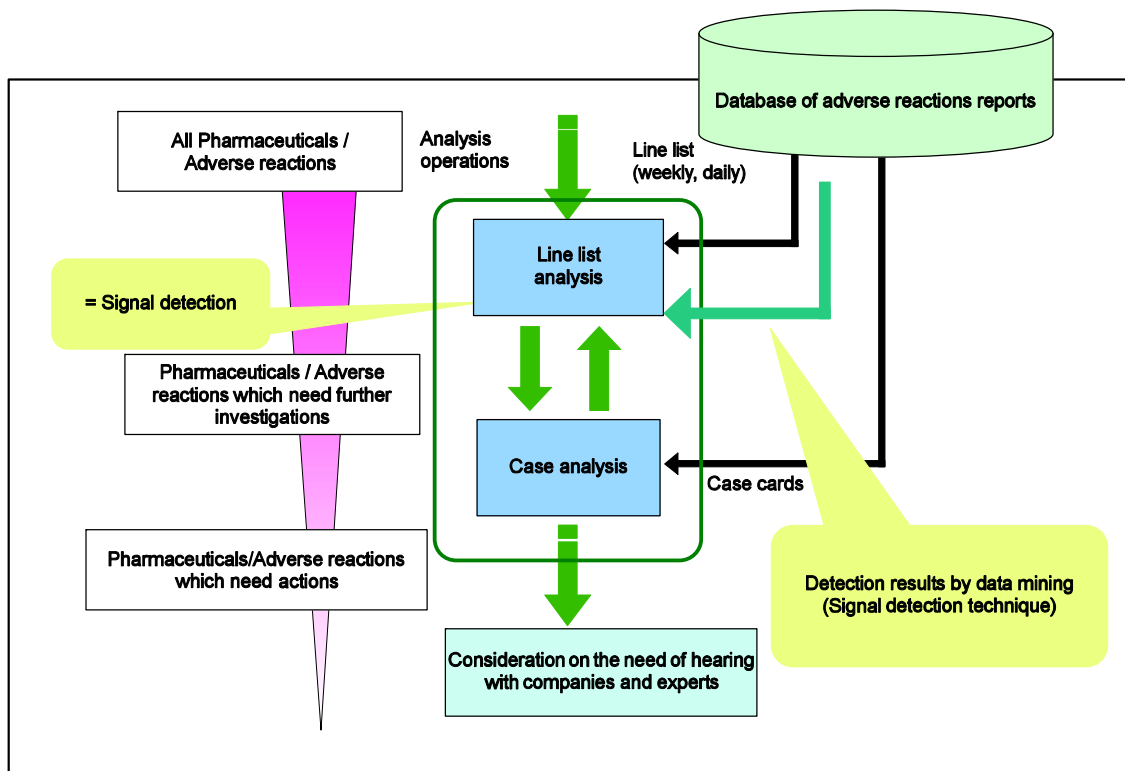 Database of adverse reactions reports
All Pharmaceuticals /
Adverse reactions
Analysis
operations
Line list
(weekly, daily)
Line list
analysis
= Signal detection
Pharmaceuticals / Adverse
reactions which need further
investigations
Case analysis
Case cards
Pharmaceuticals/Adverse reactions
which need actions
Detection results by data mining
(Signal detection technique)
Consideration on the need of hearing
with companies and experts